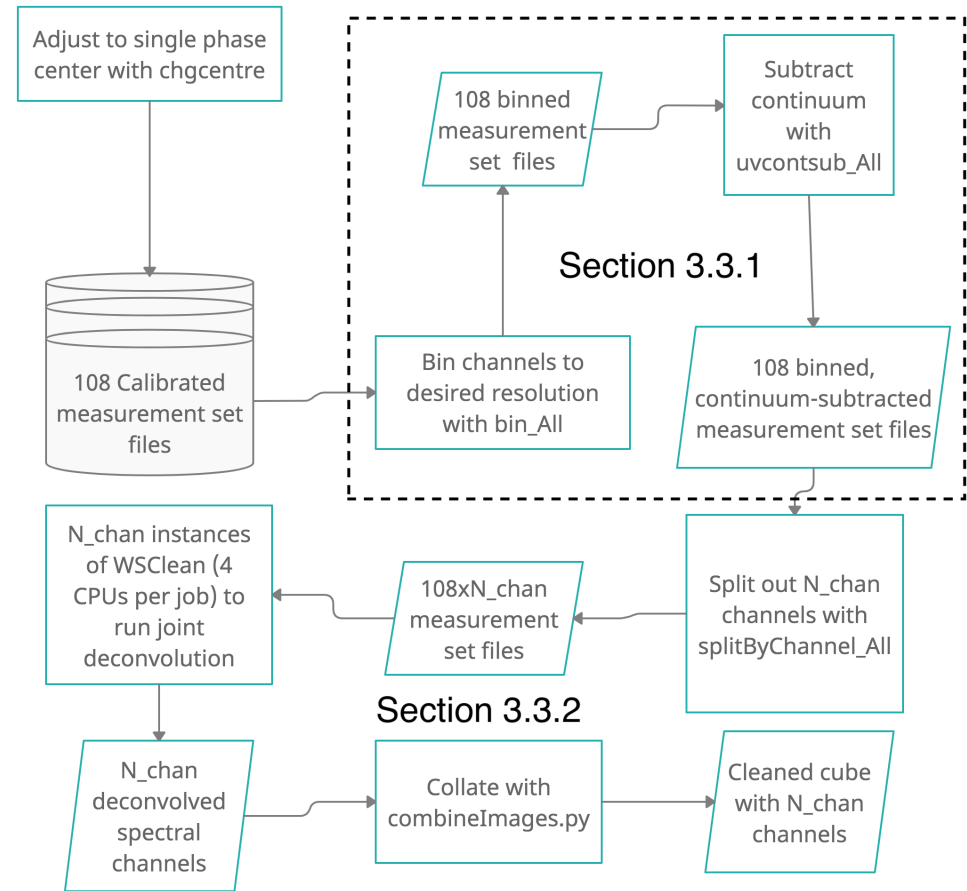 Adjust to single phase
center with chgcentre
108 Calibrated
measurement set
files
Bin channels to
desired resolution
with bin_All
108 binned
measurement
set files
Subtract
continuum
with
uvcontsub_All
Section 3.3.1
108 binned,
continuum-subtracted
measurement set files
Split out N_chan
channels with
splitByChannel_All
108xN_chan
measurement
set files
N_chan instances
of WSClean (4
CPUs per job) to
run joint
deconvolution
Section 3.3.2
N_chan
deconvolved
spectral
channels
Collate with
combineImages.py
Cleaned cube
with N_chan
channels